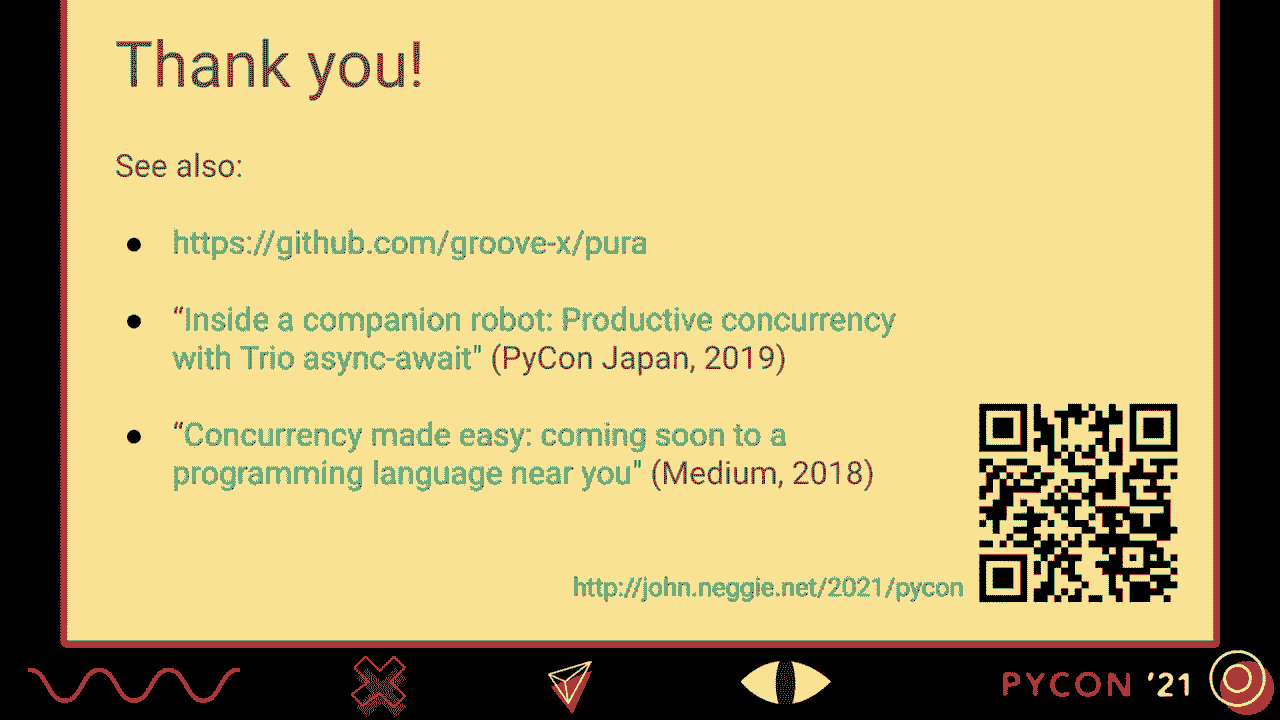 Thank you!
See also:
● https://github.com/groove-x/pura
● “Inside a companion robot: Productive concurrency
with Trio async-await" (PyCon Japan, 2019)
● “Concurrency made easy: coming soon to a
programming language near you" (Medium, 2018)
http://john.neggie.net/2021/pycon
PYCON ’21